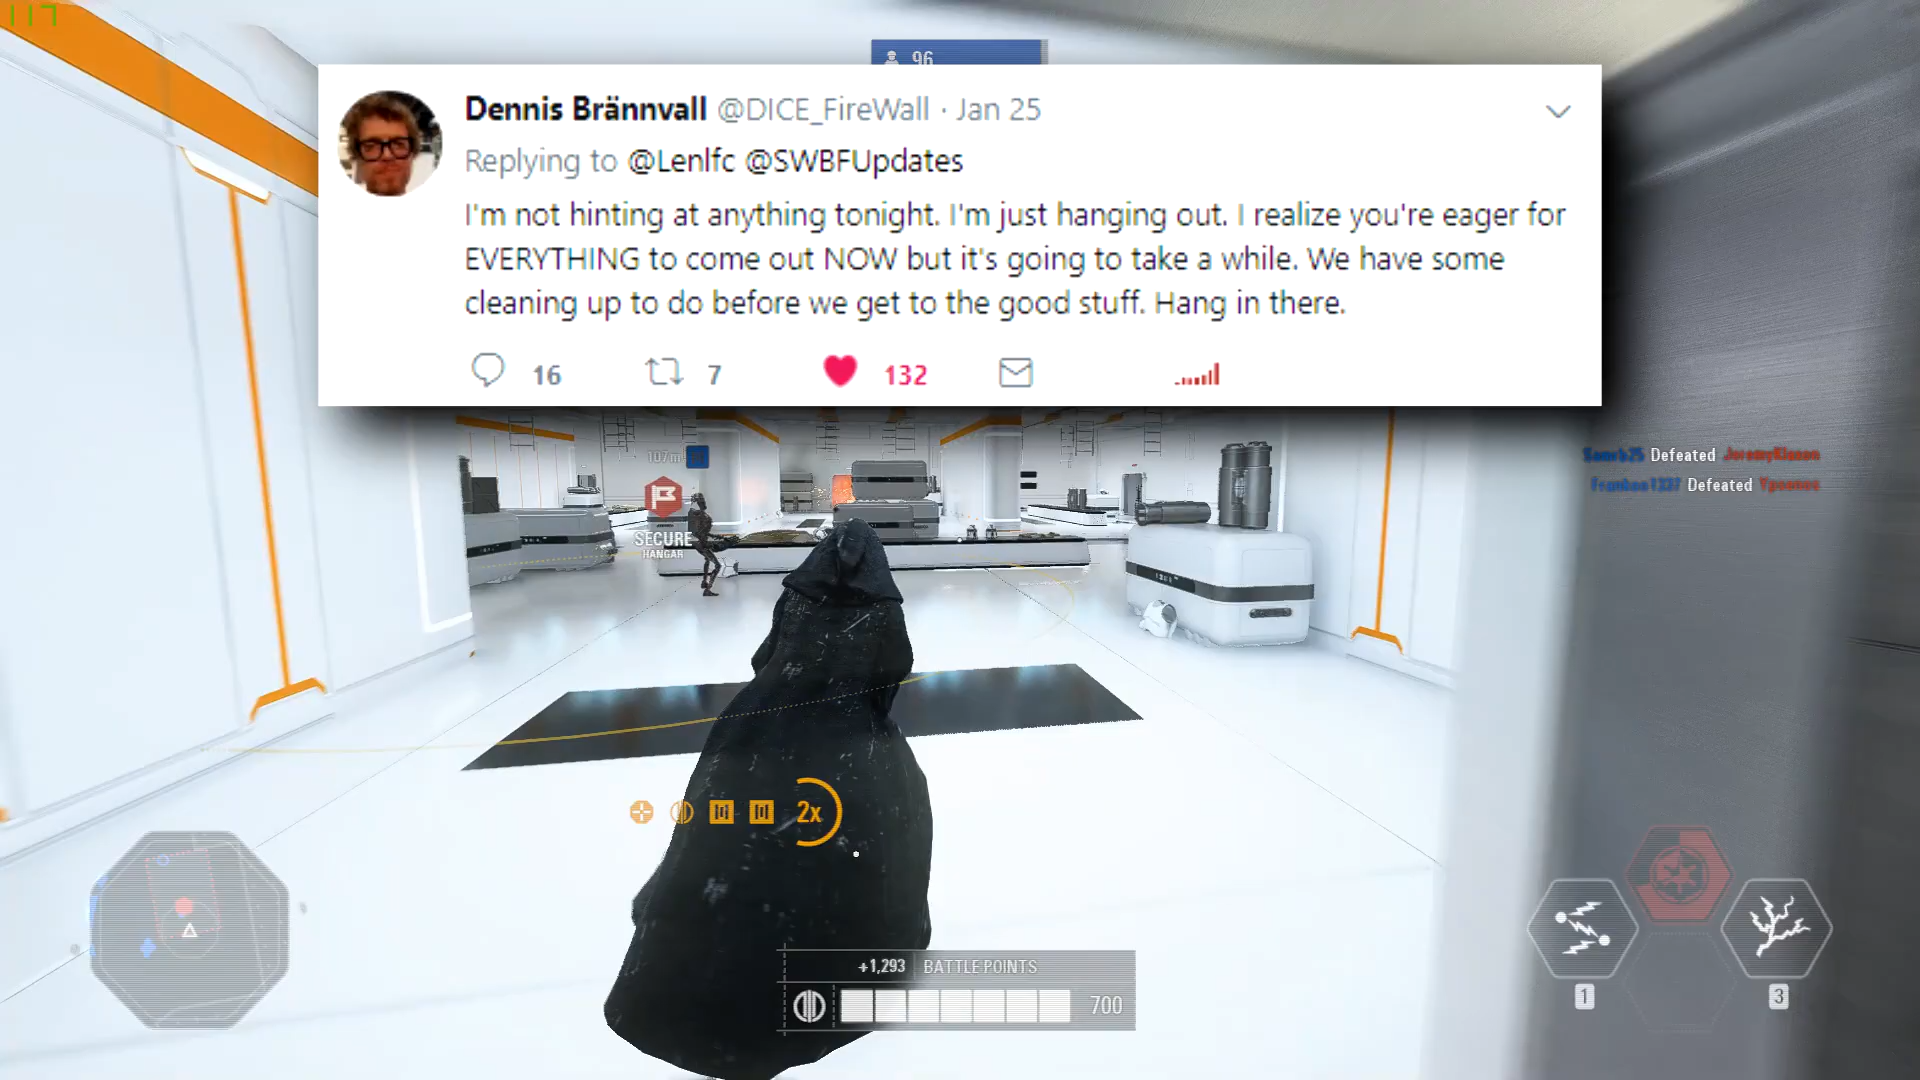 117
96
Dennis Brännvall @DICE_FireWall · Jan 25
Replying to @Lenlfc @SWBFUpdates
I'm not hinting at anything tonight. I'm just hanging out. I realize you're eager for
EVERYTHING to come out NOW but it's going to take a while. We have some
cleaning up to do before we get to the good stuff. Hang in there.
16 7 132
107m
B
SECURE
HANGAR
Defeated
Defeated
2x
+1,293 BATTLE POINTS
700
1 3